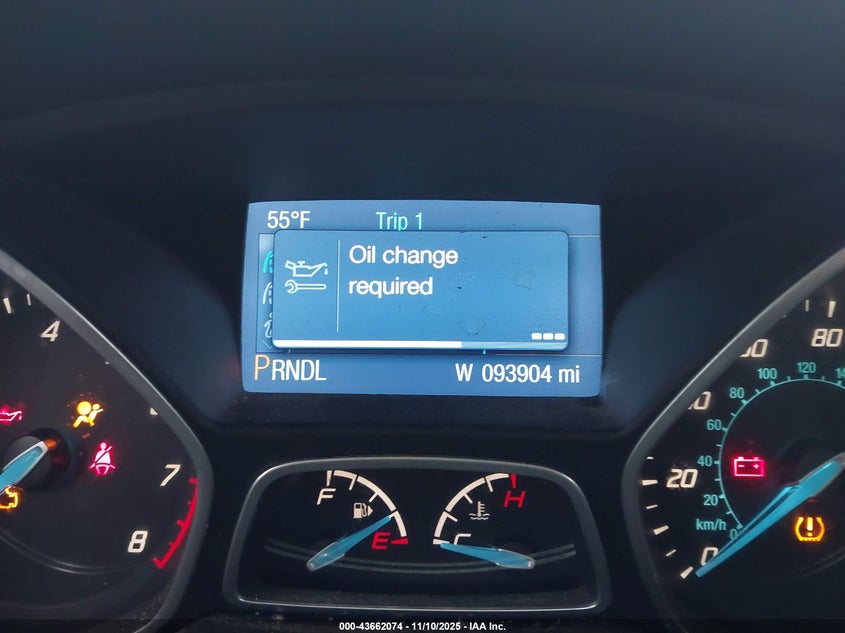 55°F Trip 1
Oil change
required
PRNDL W 093904 mi
4
7
8
F
E
H
C
80
20
0
km/h
0
20
40
60
80
100
120
000-43662074 — 11/10/2025 — IAA Inc.